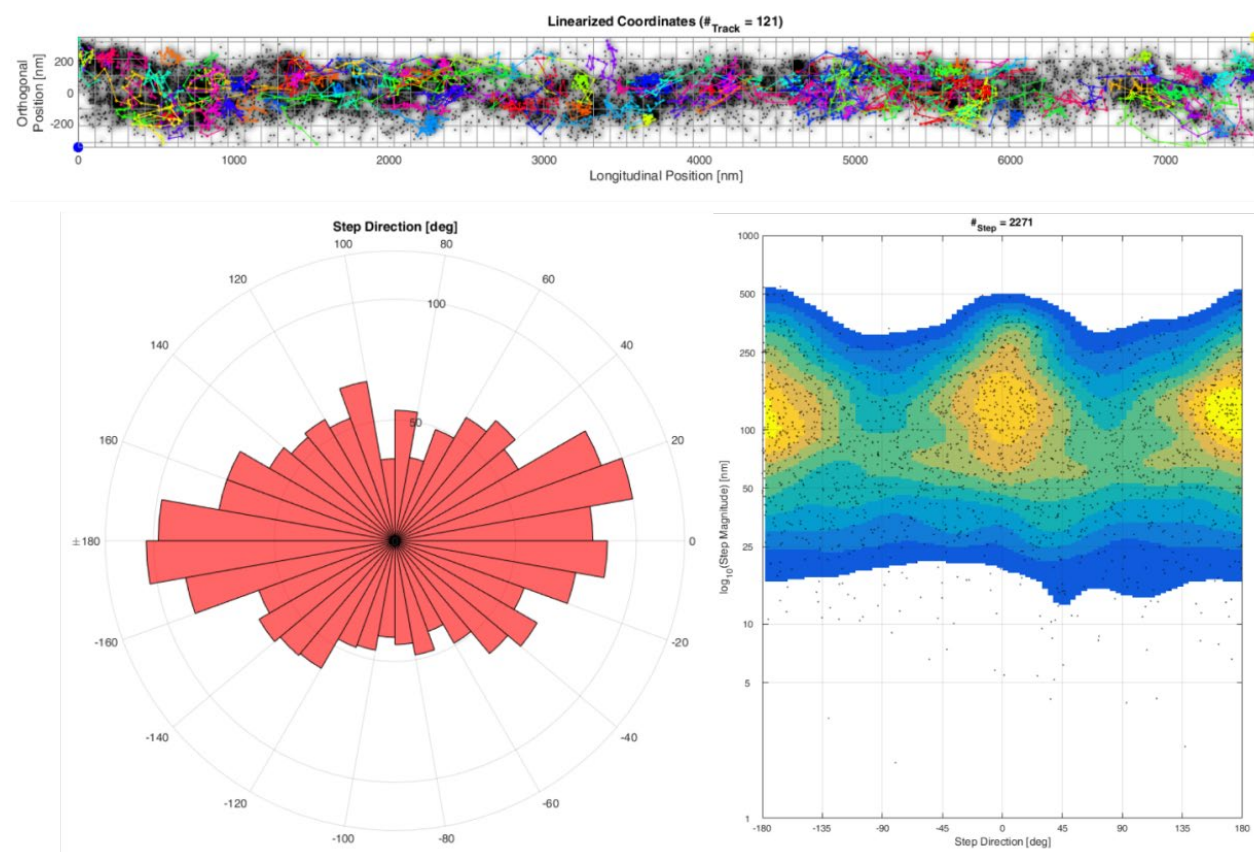 Linearized Coordinates (#Track = 121)
Orthogonal
Position [nm]
200
0
-200
0 1000 2000 3000 4000 5000 6000 7000
Longitudinal Position [nm]
Step Direction [deg]
100 80
120 60
100
140 40
50
160 20
±180 0
-160 -20
-140 -40
-120 -60
-100 -80
#Step = 2271
1000
500
250
100
50
25
10
5
1
log10(Step Magnitude) [nm]
-180 -135 -90 -45 0 45 90 135 180
Step Direction [deg]